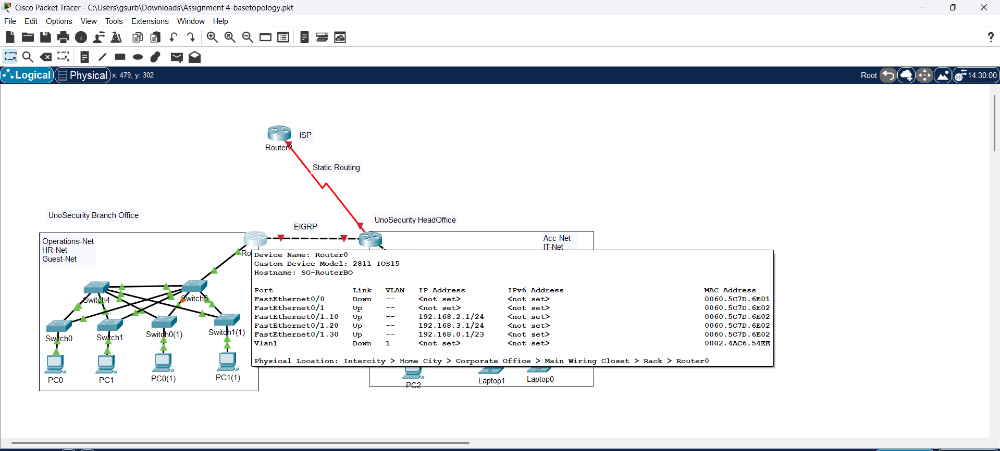 Cisco Packet Tracer - C:\Users\gsurb\Downloads\Assignment 4-basetopology.pkt
File Edit Options View Tools Extensions Window Help
?
Logical Physical x: 479, y: 302 Root 14:30:00
ISP
Router2
Static Routing
UnoSecurity Branch Office
UnoSecurity HeadOffice
EIGRP
Operations-Net
HR-Net
Guest-Net
Acc-Net
IT-Net
Ro
Device Name: Router0
Custom Device Model: 2811 IOS15
Hostname: SG-RouterBO
Port Link VLAN IP Address IPv6 Address MAC Address
FastEthernet0/0 Down -- <not set> <not set> 0060.5C7D.6E01
FastEthernet0/1 Up -- <not set> <not set> 0060.5C7D.6E02
FastEthernet0/1.10 Up -- 192.168.2.1/24 <not set> 0060.5C7D.6E02
FastEthernet0/1.20 Up -- 192.168.3.1/24 <not set> 0060.5C7D.6E02
FastEthernet0/1.30 Up -- 192.168.0.1/23 <not set> 0060.5C7D.6E02
Vlan1 Down 1 <not set> <not set> 0002.4AC6.54EE
Physical Location: Intercity > Home City > Corporate Office > Main Wiring Closet > Rack > Router0
Switch4
Switch5
Switch0
Switch1
Switch0(1)
Switch1(1)
PC0
PC1
PC0(1)
PC1(1)
PC2
Laptop1
Laptop0